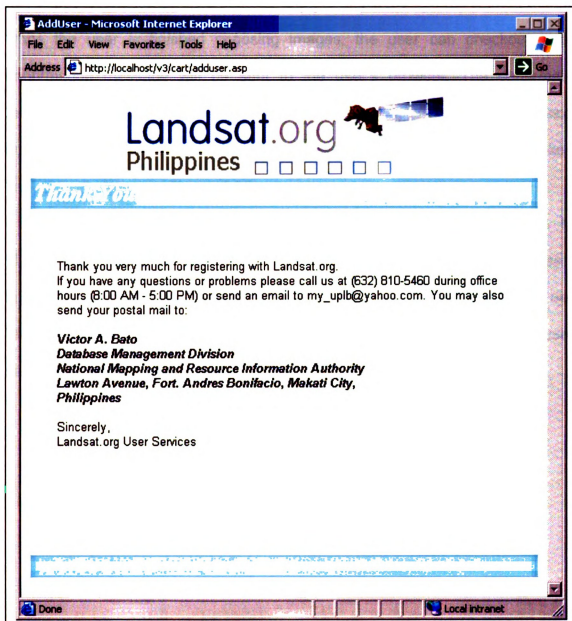 AddUser - Microsoft Internet Explorer
File Edit View Favorites Tools Help
Address http://localhost/v3/cart/adduser.asp Go
Landsat.org
Philippines
Thank You
Thank you very much for registering with Landsat.org.
If you have any questions or problems please call us at (632) 810-5460 during office
hours (8:00 AM - 5:00 PM) or send an email to my_uplb@yahoo.com. You may also
send your postal mail to:
Victor A. Bato
Database Management Division
National Mapping and Resource Information Authority
Lawton Avenue, Fort. Andres Bonifacio, Makati City,
Philippines
Sincerely,
Landsat.org User Services
Done Local intranet